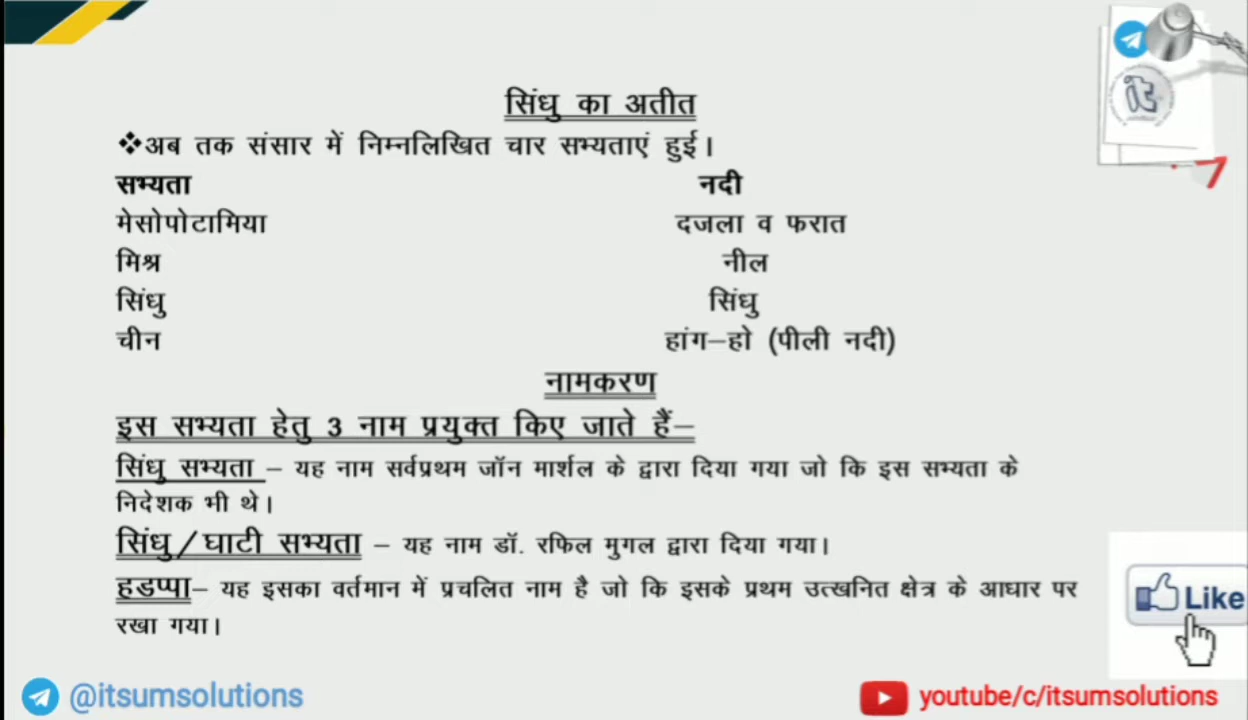 सिंधु का अतीत
❖अब तक संसार में निम्नलिखित चार सभ्यताएं हुई।
सभ्यता नदी
मेसोपोटामिया दजला व फरात
मिश्र नील
सिंधु सिंधु
चीन हांग–हो (पीली नदी)
नामकरण
इस सभ्यता हेतु 3 नाम प्रयुक्त किए जाते हैं–
सिंधु सभ्यता – यह नाम सर्वप्रथम जॉन मार्शल के द्वारा दिया गया जो कि इस सभ्यता के
निदेशक भी थे।
सिंधु/घाटी सभ्यता – यह नाम डॉ. रफिल मुगल द्वारा दिया गया।
हडप्पा– यह इसका वर्तमान में प्रचलित नाम है जो कि इसके प्रथम उत्खनित क्षेत्र के आधार पर
रखा गया।
Like
@itsumsolutions
youtube/c/itsumsolutions